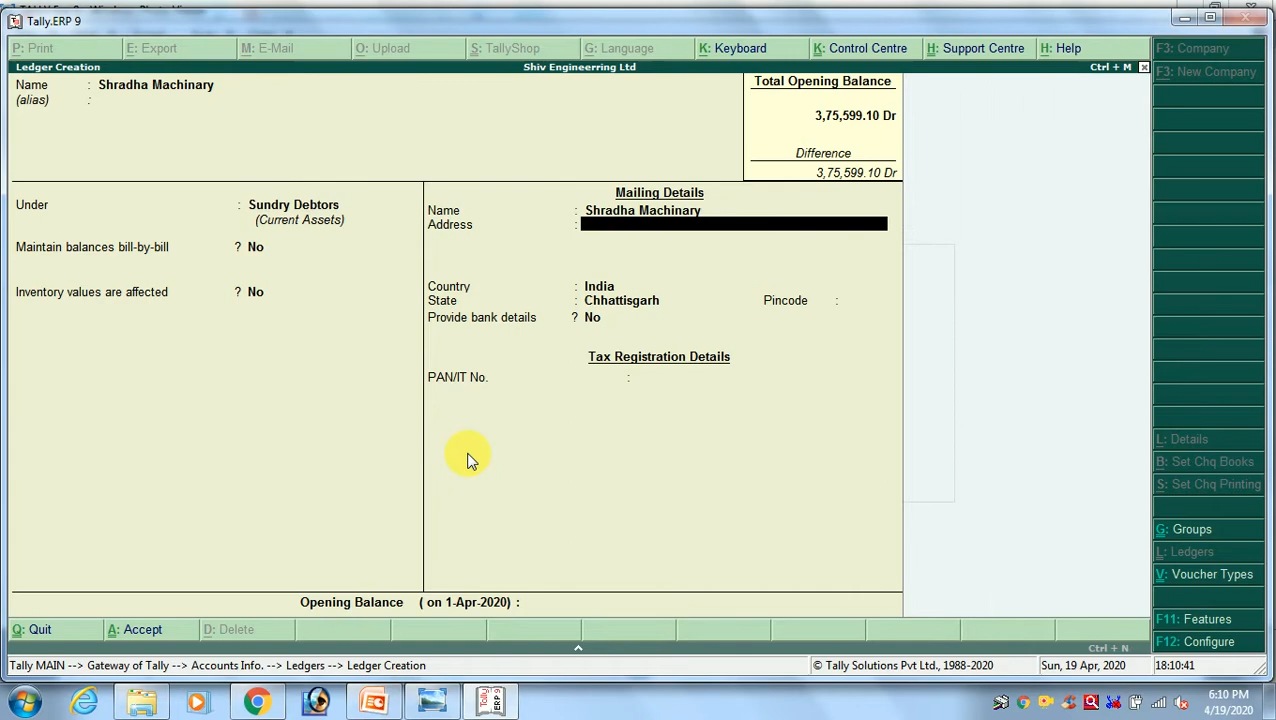 Tally.ERP 9
P: Print E: Export M: E-Mail O: Upload S: TallyShop G: Language K: Keyboard K: Control Centre H: Support Centre H: Help
F3: Company
Ledger Creation Shiv Engineerring Ltd Ctrl + M
F3: New Company
Name : Shradha Machinary
(alias) :
Total Opening Balance
3,75,599.10 Dr
Difference
3,75,599.10 Dr
Under : Sundry Debtors
(Current Assets)
Maintain balances bill-by-bill ? No
Inventory values are affected ? No
Mailing Details
Name : Shradha Machinary
Address :
Country : India
State : Chhattisgarh Pincode :
Provide bank details ? No
Tax Registration Details
PAN/IT No. :
L: Details
B: Set Chq Books
S: Set Chq Printing
G: Groups
L: Ledgers
V: Voucher Types
F11: Features
F12: Configure
Opening Balance ( on 1-Apr-2020) :
Q: Quit A: Accept D: Delete
Ctrl + N
Tally MAIN --> Gateway of Tally --> Accounts Info. --> Ledgers --> Ledger Creation © Tally Solutions Pvt Ltd., 1988-2020 Sun, 19 Apr, 2020 18:10:41
Tally
ERP 9
6:10 PM
4/19/2020